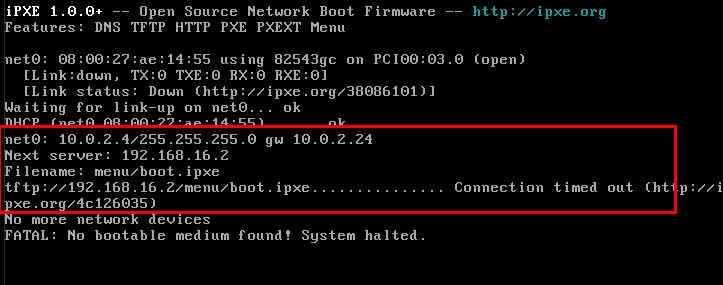 iPXE 1.0.0+ -- Open Source Network Boot Firmware -- http://ipxe.org
Features: DNS TFTP HTTP PXE PXEXT Menu
net0: 08:00:27:ae:14:55 using 82543gc on PCI00:03.0 (open)
[Link:down, TX:0 TXE:0 RX:0 RXE:0]
[Link status: Down (http://ipxe.org/38086101)]
Waiting for link-up on net0... ok
DHCP (net0 08:00:27:ae:14:55)...... ok
net0: 10.0.2.4/255.255.255.0 gw 10.0.2.24
Next server: 192.168.16.2
Filename: menu/boot.ipxe
tftp://192.168.16.2/menu/boot.ipxe............... Connection timed out (http://i
pxe.org/4c126035)
No more network devices
FATAL: No bootable medium found! System halted.